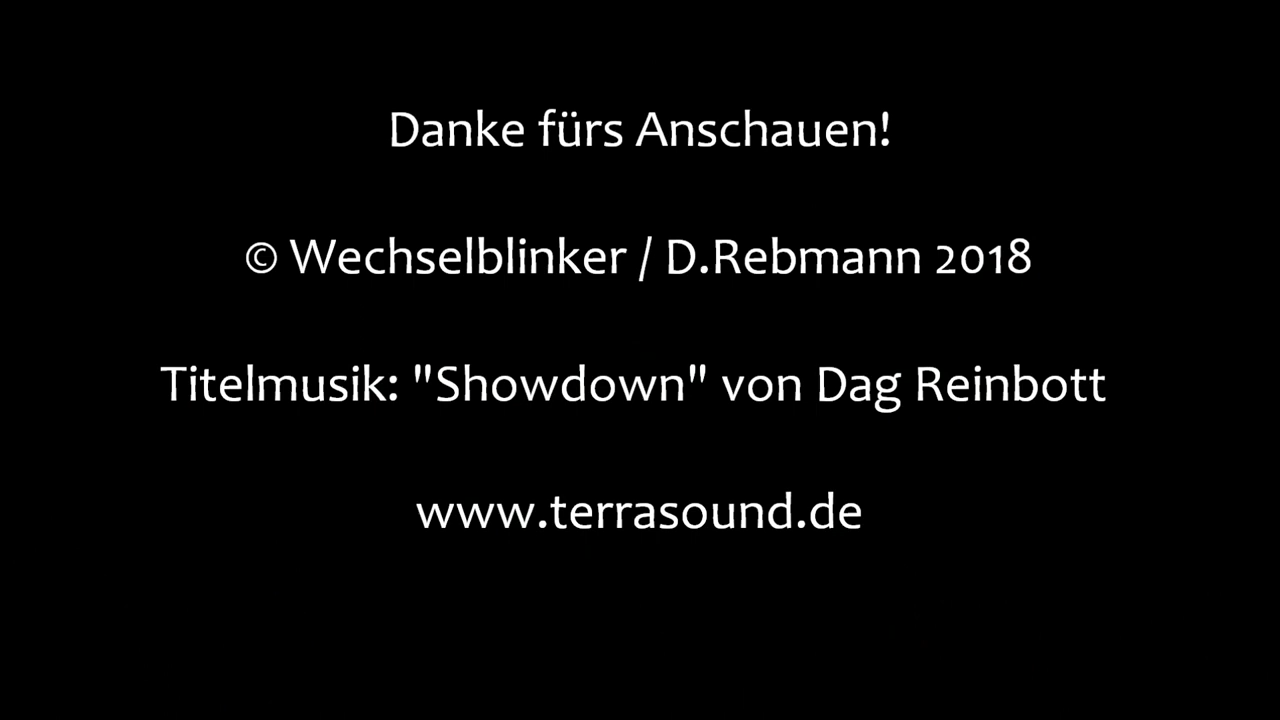 Danke fürs Anschauen!
© Wechselblinker / D.Rebmann 2018
Titelmusik: "Showdown" von Dag Reinbott
www.terrasound.de